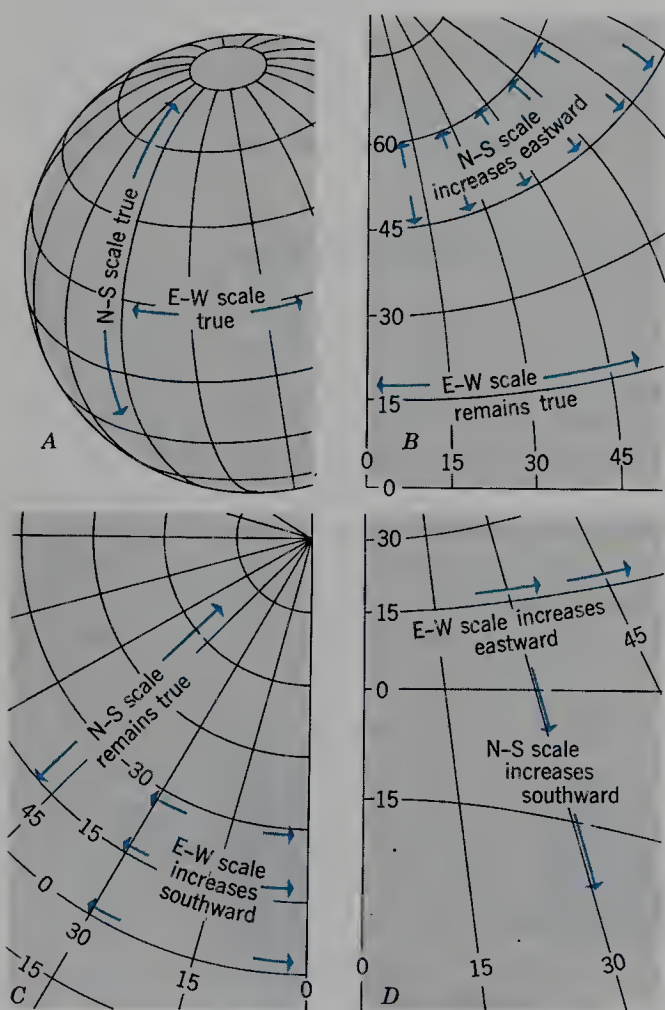 N–S scale true
E–W scale
true
A
60
45
30
15
0
N–S scale
increases eastward
E–W scale
remains true
B
0
15
30
45
N–S scale
remains true
30
15
0
15
45
30
15
0
E–W scale
increases
southward
C
30
15
0
15
E–W scale increases
eastward
45
N–S scale
increases
southward
0
15
30
D